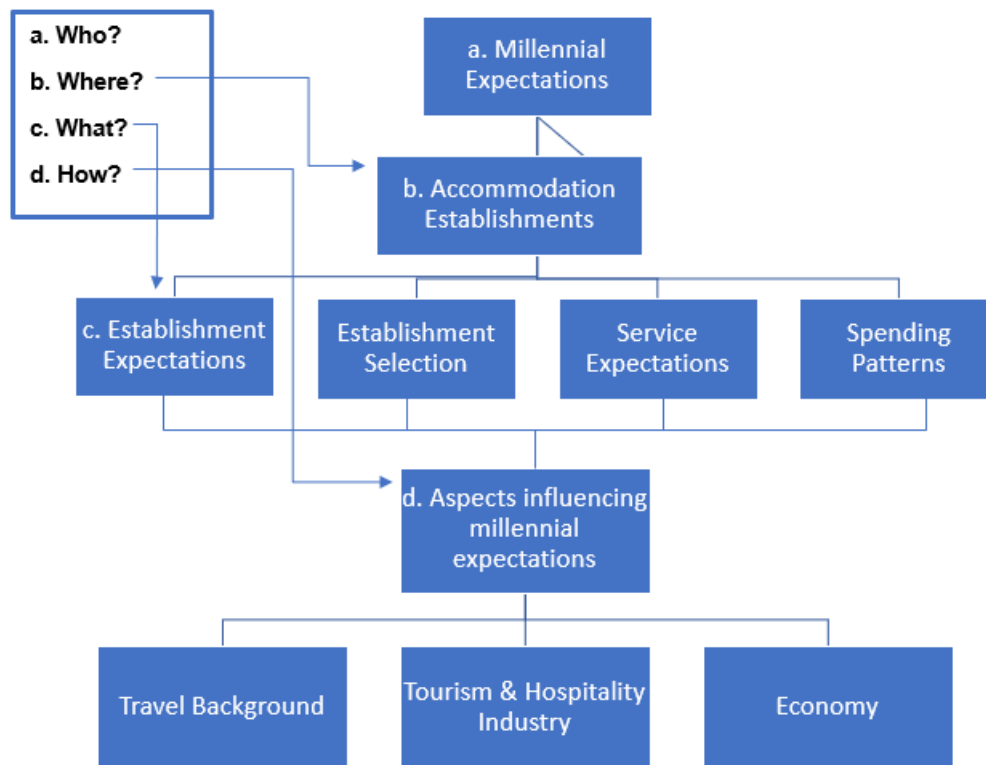 a. Who?
b. Where?
c. What?
d. How?
a. Millennial
Expectations
b. Accommodation
Establishments
c. Establishment
Expectations
Establishment
Selection
Service
Expectations
Spending
Patterns
d. Aspects influencing
millennial
expectations
Travel Background
Tourism & Hospitality
Industry
Economy